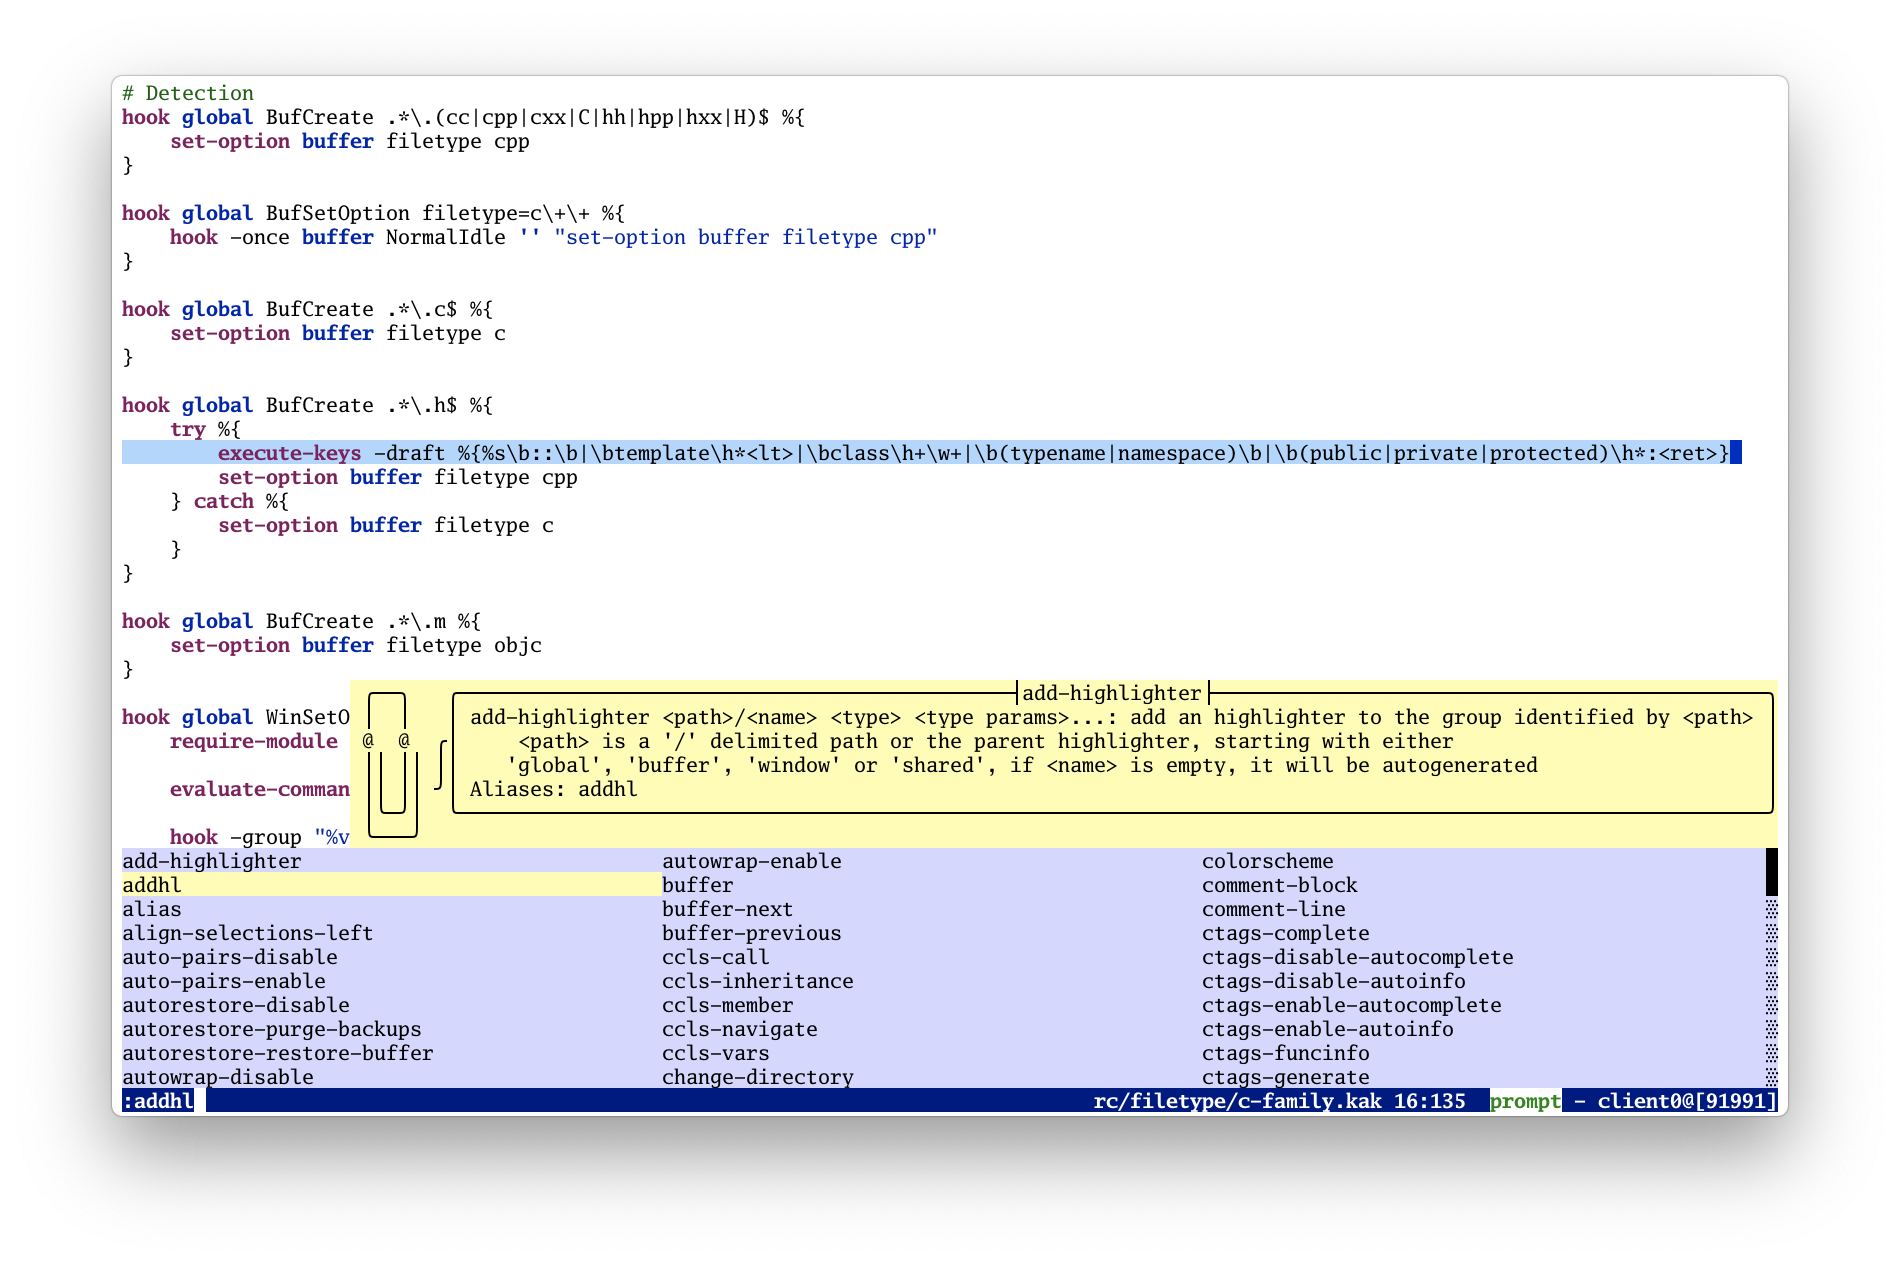 # Detection
hook global BufCreate .*\.(cc|cpp|cxx|C|hh|hpp|hxx|H)$ %{
    set-option buffer filetype cpp
}

hook global BufSetOption filetype=c\+\+ %{
    hook -once buffer NormalIdle '' "set-option buffer filetype cpp"
}

hook global BufCreate .*\.c$ %{
    set-option buffer filetype c
}

hook global BufCreate .*\.h$ %{
    try %{
        execute-keys -draft %{%s\b::\b|\btemplate\h*<lt>|\bclass\h+\w+|\b(typename|namespace)\b|\b(public|private|protected)\h*:<ret>}
        set-option buffer filetype cpp
    } catch %{
        set-option buffer filetype c
    }
}

hook global BufCreate .*\.m %{
    set-option buffer filetype objc
}

hook global WinSetO
    require-module
    evaluate-comman
    hook -group "%v
@ @
add-highlighter
add-highlighter <path>/<name> <type> <type params>...: add an highlighter to the group identified by <path>
    <path> is a '/' delimited path or the parent highlighter, starting with either
   'global', 'buffer', 'window' or 'shared', if <name> is empty, it will be autogenerated
Aliases: addhl
add-highlighter autowrap-enable colorscheme
addhl buffer comment-block
alias buffer-next comment-line
align-selections-left buffer-previous ctags-complete
auto-pairs-disable ccls-call ctags-disable-autocomplete
auto-pairs-enable ccls-inheritance ctags-disable-autoinfo
autorestore-disable ccls-member ctags-enable-autocomplete
autorestore-purge-backups ccls-navigate ctags-enable-autoinfo
autorestore-restore-buffer ccls-vars ctags-funcinfo
autowrap-disable change-directory ctags-generate
:addhl rc/filetype/c-family.kak 16:135 prompt - client0@[91991]